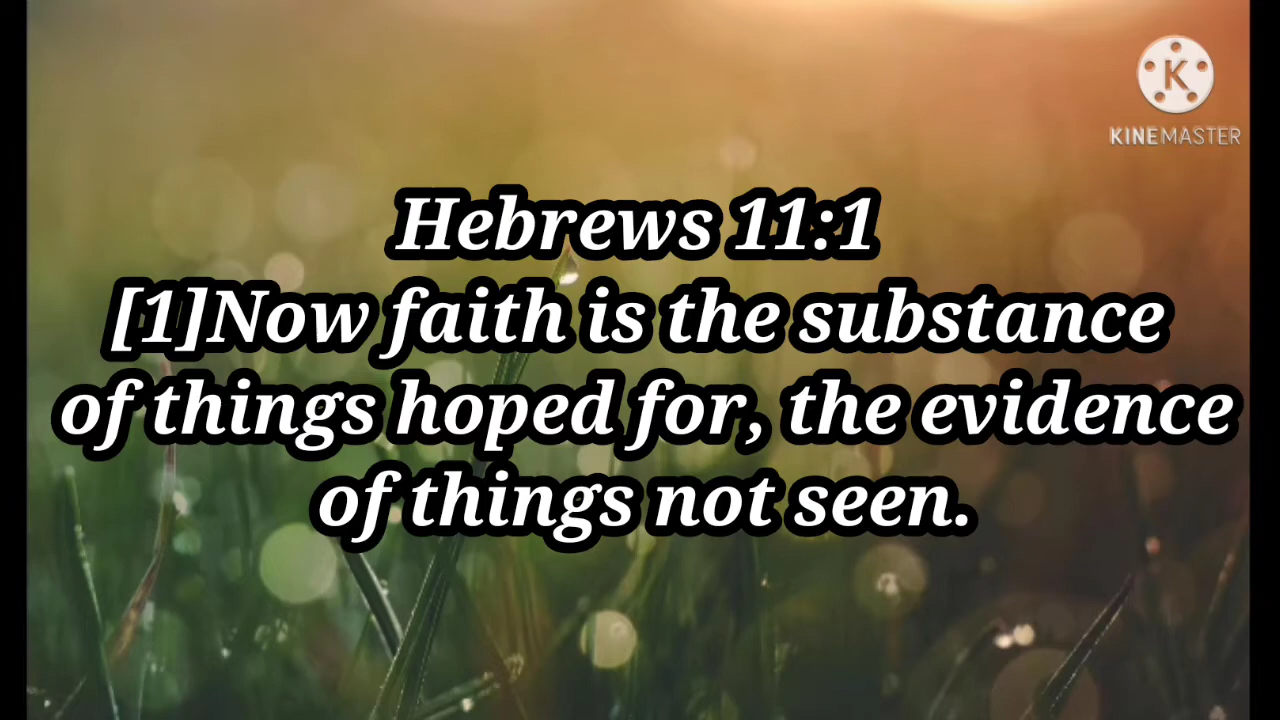 K
KINEMASTER
Hebrews 11:1
[1]Now faith is the substance
of things hoped for, the evidence
of things not seen.